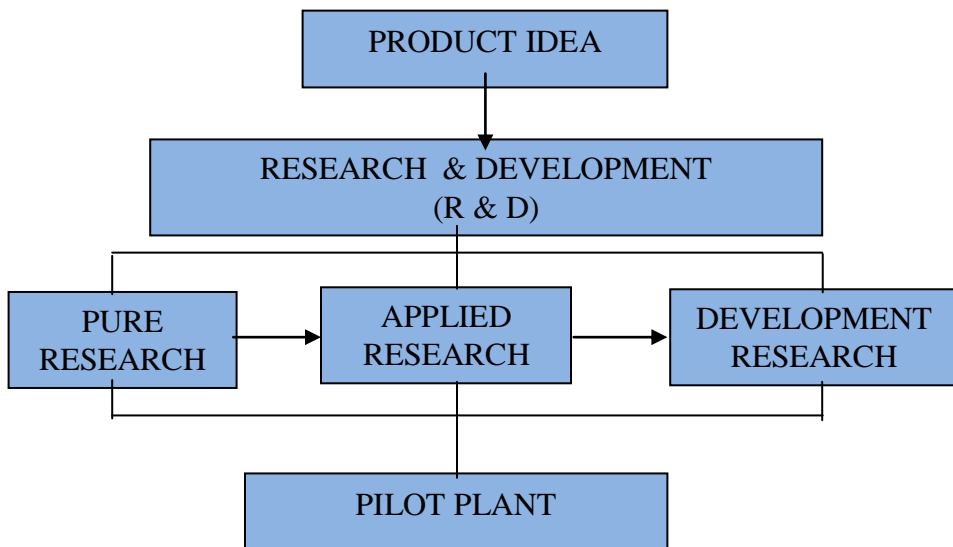 PRODUCT IDEA
RESEARCH & DEVELOPMENT
(R & D)
PURE
RESEARCH
APPLIED
RESEARCH
DEVELOPMENT
RESEARCH
PILOT PLANT